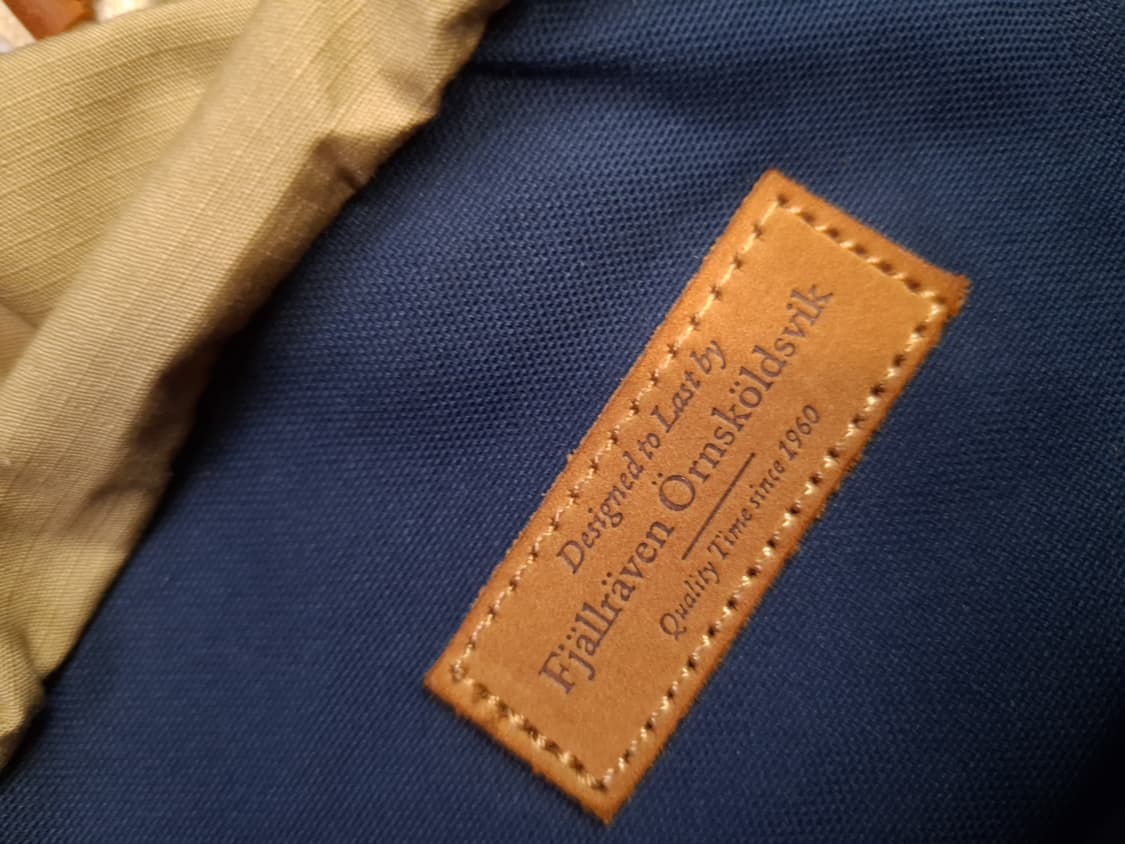 Designed to Last by
Fjällräven Örnsköldsvik
Quality Time since 1960